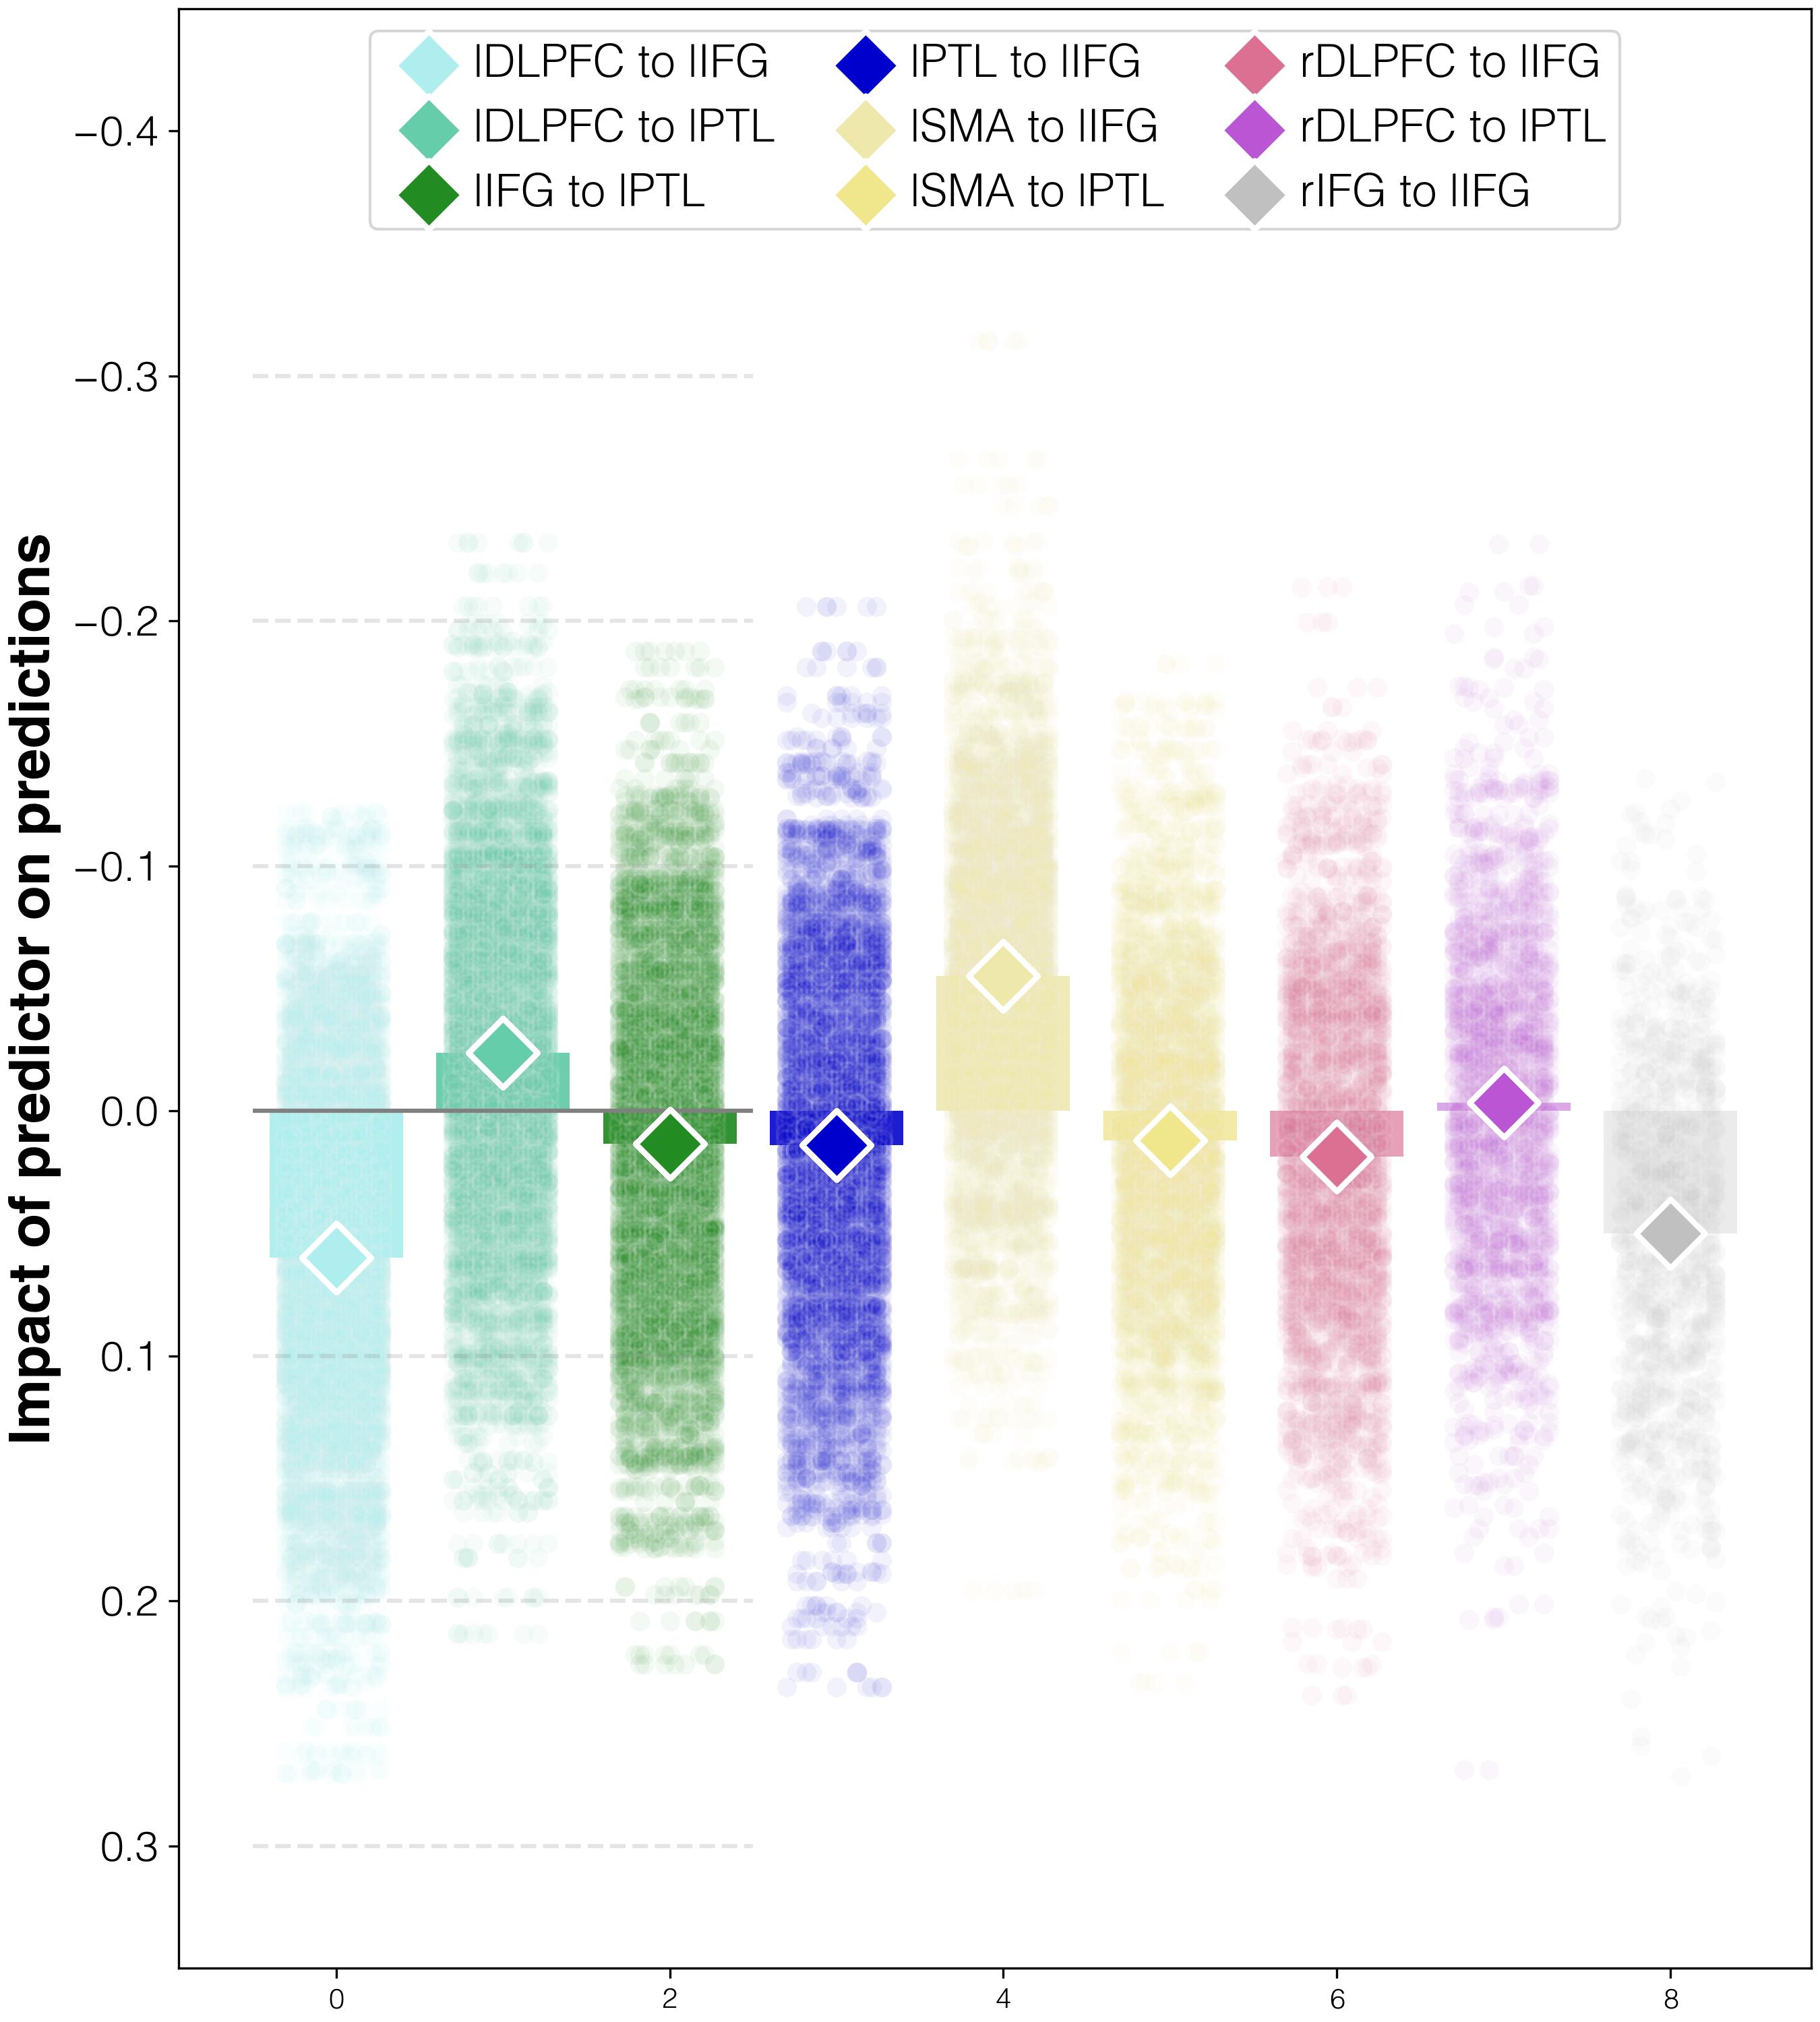 lDLPFC to lIFG
lDLPFC to lPTL
lIFG to lPTL
lPTL to lIFG
lSMA to lIFG
lSMA to lPTL
rDLPFC to lIFG
rDLPFC to lPTL
rIFG to lIFG
Impact of predictor on predictions
−0.4
−0.3
−0.2
−0.1
0.0
0.1
0.2
0.3
0 2 4 6 8